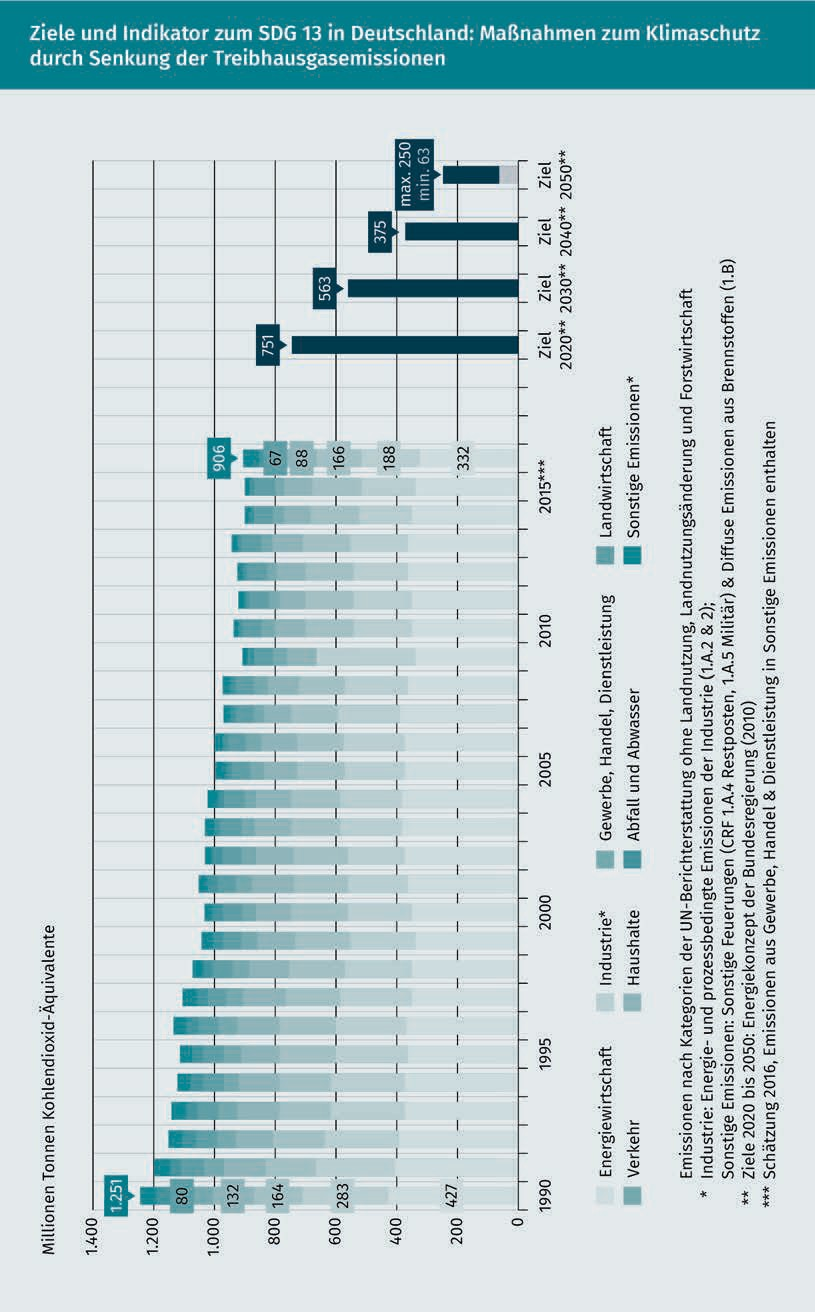 Ziele und Indikator zum SDG 13 in Deutschland: Maßnahmen zum Klimaschutz
durch Senkung der Treibhausgasemissionen
Millionen Tonnen Kohlendioxid-Äquivalente
1.400
1.200
1.000
800
600
400
200
0
1.251
80
132
164
283
427
906
67
88
166
188
332
751
563
375
max. 250
min. 63
1990
1995
2000
2005
2010
2015***
Ziel
2020**
Ziel
2030**
Ziel
2040**
Ziel
2050**
Energiewirtschaft
Industrie*
Gewerbe, Handel, Dienstleistung
Landwirtschaft
Verkehr
Haushalte
Abfall und Abwasser
Sonstige Emissionen*
Emissionen nach Kategorien der UN-Berichterstattung ohne Landnutzung, Landnutzungsänderung und Forstwirtschaft
* Industrie: Energie- und prozessbedingte Emissionen der Industrie (1.A.2 & 2);
Sonstige Emissionen: Sonstige Feuerungen (CRF 1.A.4 Restposten, 1.A.5 Militär) & Diffuse Emissionen aus Brennstoffen (1.B)
** Ziele 2020 bis 2050: Energiekonzept der Bundesregierung (2010)
*** Schätzung 2016, Emissionen aus Gewerbe, Handel & Dienstleistung in Sonstige Emissionen enthalten